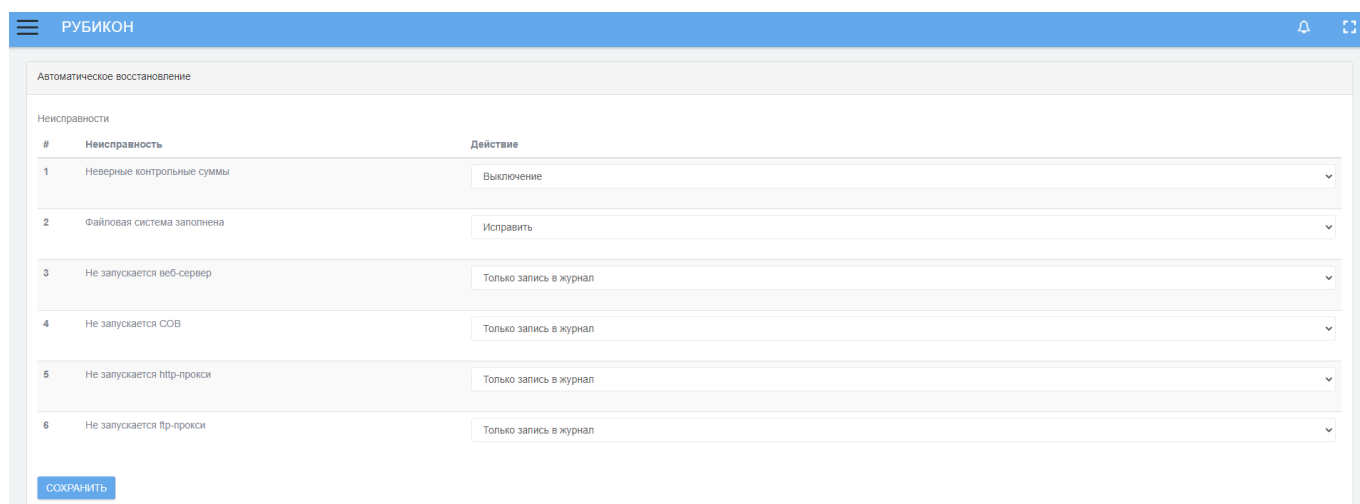 РУБИКОН
Автоматическое восстановление
Неисправности
# Неисправность Действие
1 Неверные контрольные суммы Выключение
2 Файловая система заполнена Исправить
3 Не запускается веб-сервер Только запись в журнал
4 Не запускается СОВ Только запись в журнал
5 Не запускается http-прокси Только запись в журнал
6 Не запускается ftp-прокси Только запись в журнал
СОХРАНИТЬ